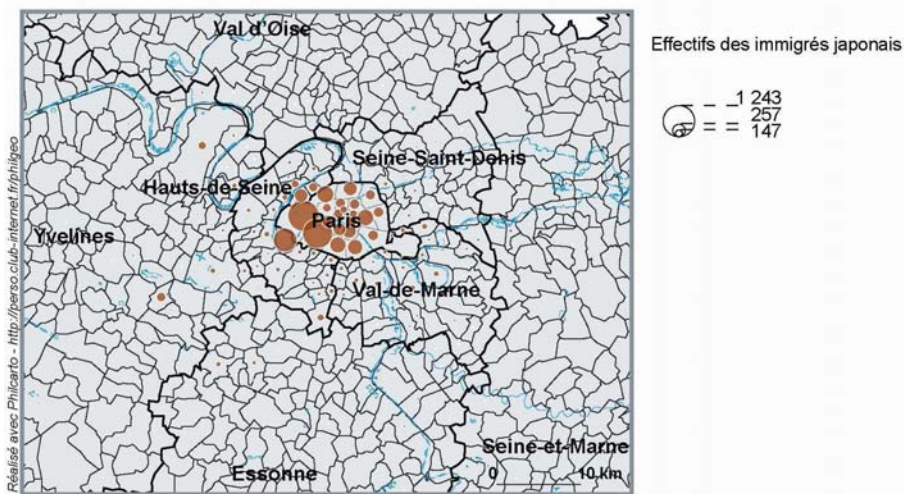 Val d'Oise
Effectifs des immigrés japonais
1 243
257
147
Seine-Saint-Denis
Hauts-de-Seine
Paris
Yvelines
Val-de-Marne
Seine-et-Marne
Essonne
0 10 km
Réalisé avec Philcarto - http://perso.club-internet.fr/philgeo